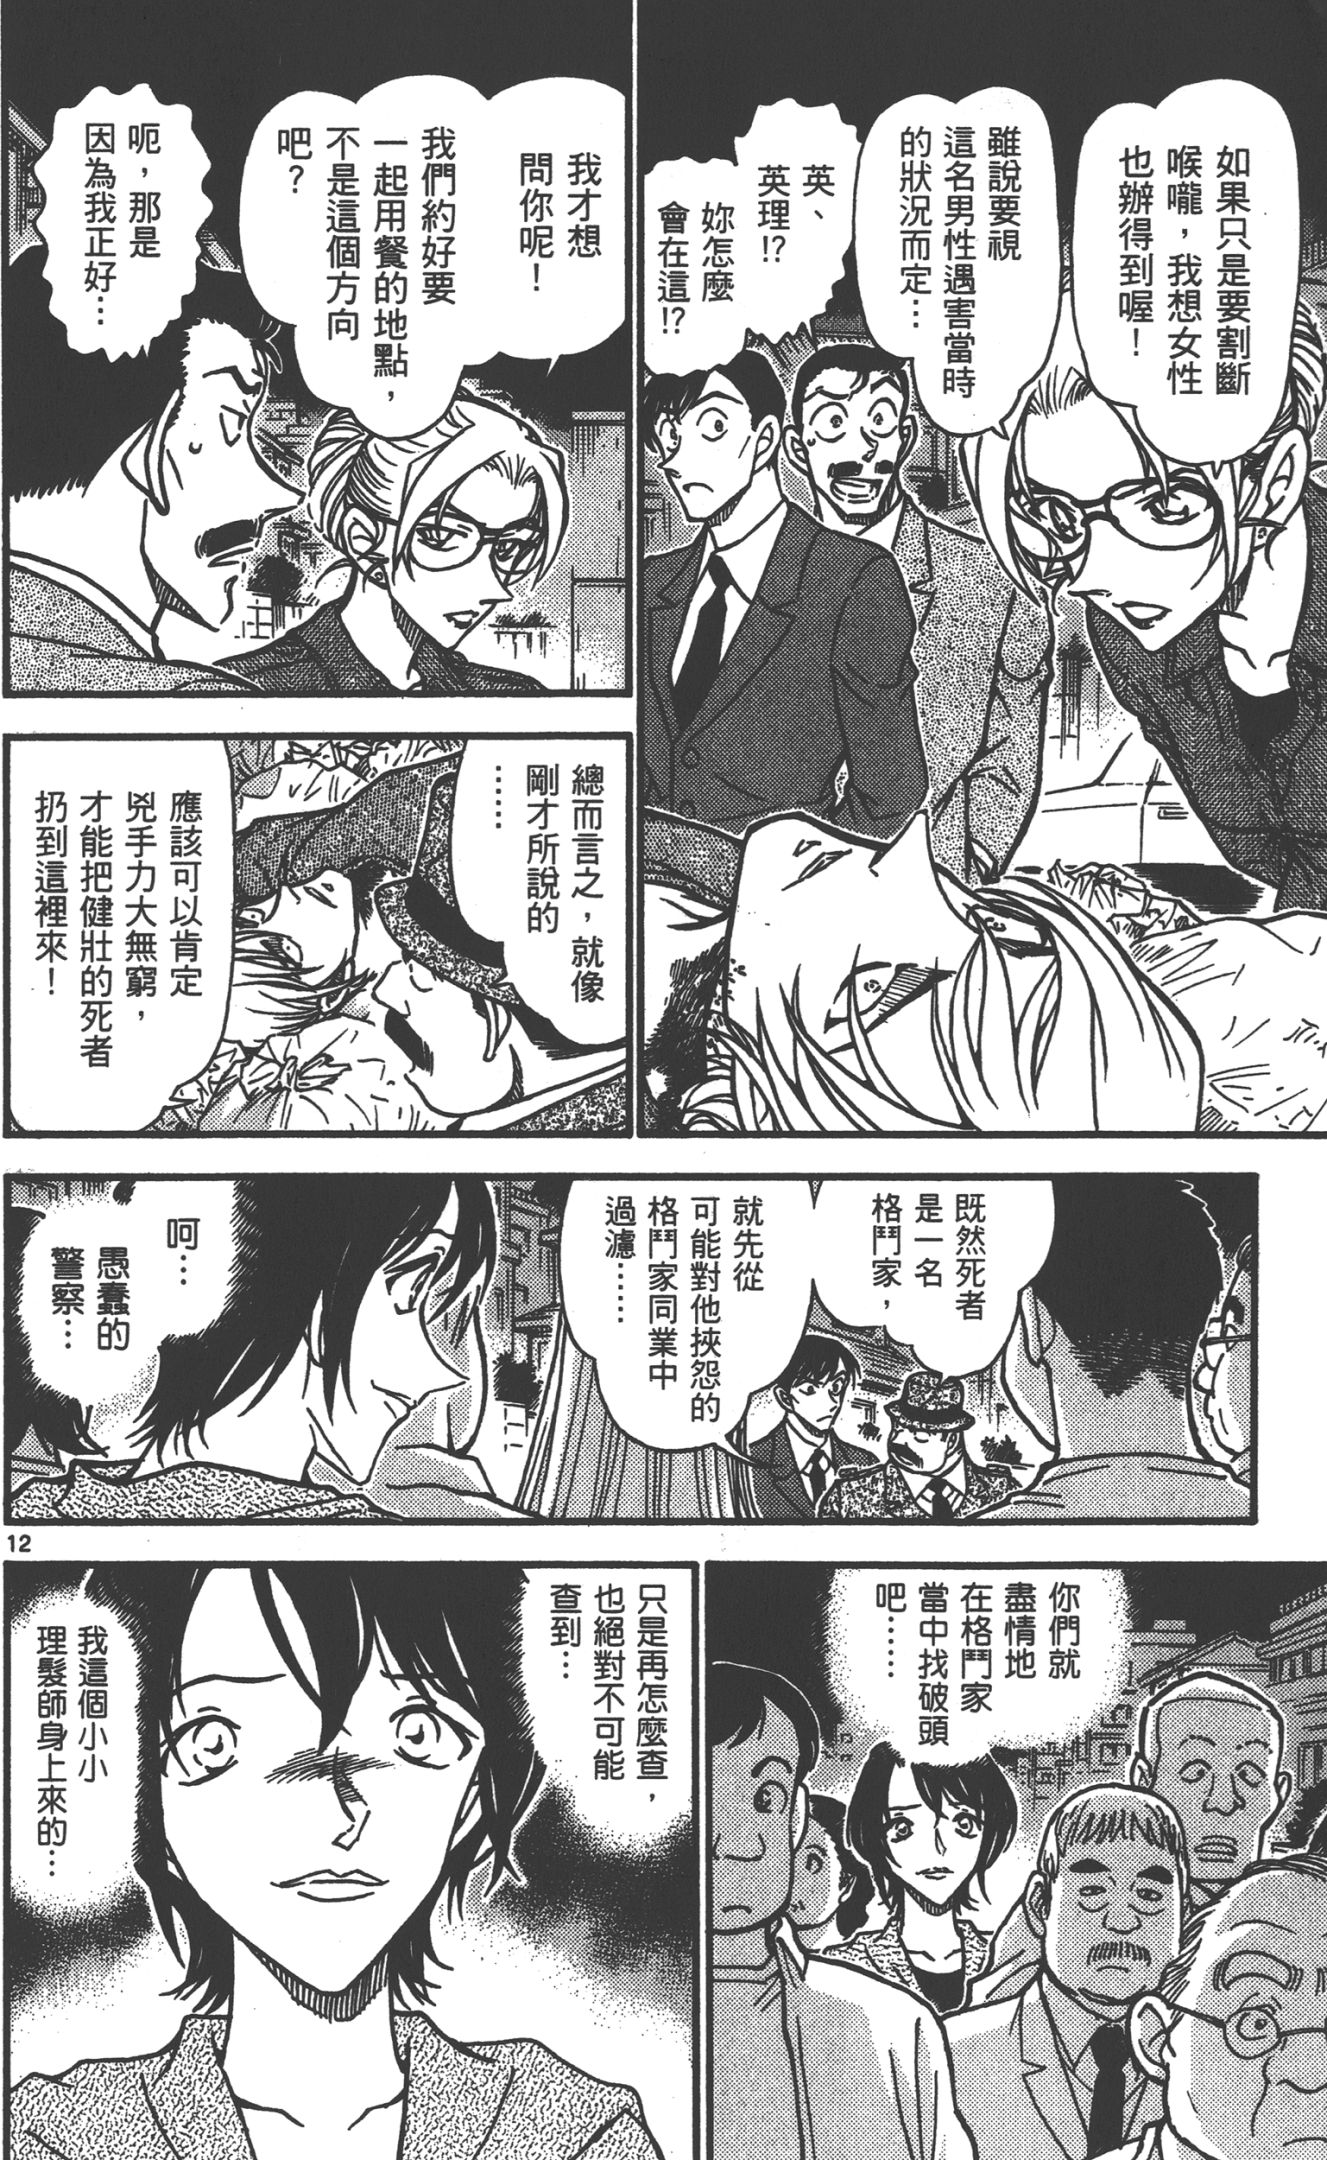 如果只是要割斷
喉嚨，我想女性
也辦得到喔！
雖說要視
這名男性遇害當時
的狀況而定…
英、
英理!?
妳怎麼
會在這!?
我才想
問你呢！
我們約好要
一起用餐的地點，
不是這個方向
吧？
呃，那是
因為我正好…
總而言之，就像
剛才所說的
……
應該可以肯定
兇手力大無窮，
才能把健壯的死者
扔到這裡來！
既然死者
是一名
格鬥家，
就先從
可能對他挾怨的
格鬥家同業中
過濾……
呵…
愚蠢的
警察…
12
你們就
盡情地
在格鬥家
當中找破頭
吧……
只是再怎麼查，
也絕對不可能
查到…
我這個小小
理髮師身上來的…